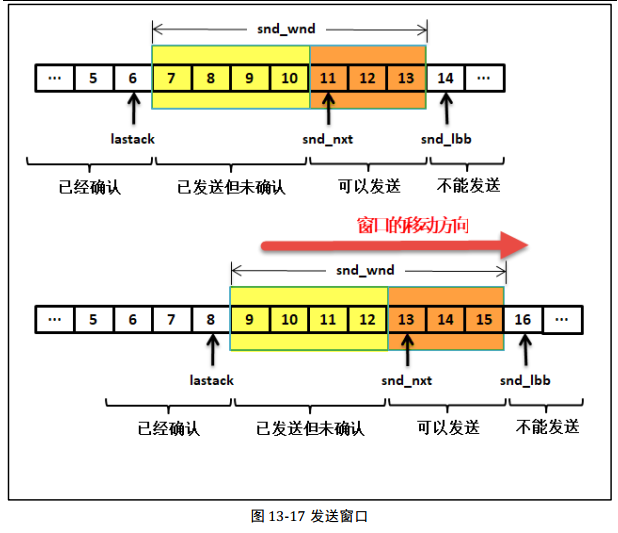 snd_wnd
... 5 6 7 8 9 10 11 12 13 14 ...
lastack snd_nxt snd_lbb
已经确认 已发送但未确认 可以发送 不能发送
窗口的移动方向
snd_wnd
... 5 6 7 8 9 10 11 12 13 14 15 16 ...
lastack snd_nxt snd_lbb
已经确认 已发送但未确认 可以发送 不能发送
图 13-17 发送窗口